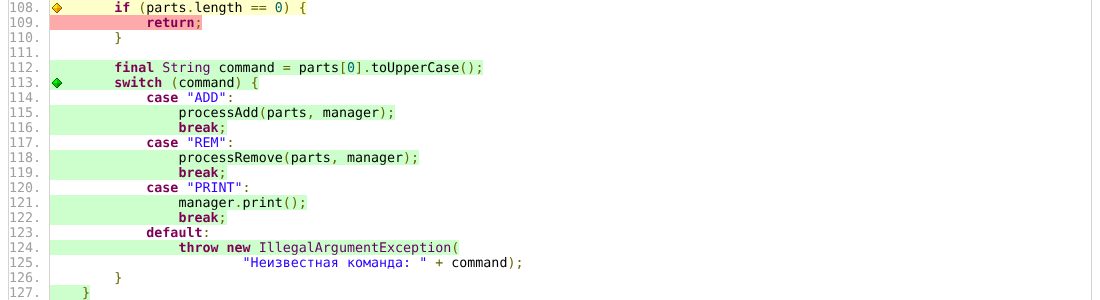 108.        if (parts.length == 0) {
109.            return;
110.        }
111.
112.        final String command = parts[0].toUpperCase();
113.        switch (command) {
114.            case "ADD":
115.                processAdd(parts, manager);
116.                break;
117.            case "REM":
118.                processRemove(parts, manager);
119.                break;
120.            case "PRINT":
121.                manager.print();
122.                break;
123.            default:
124.                throw new IllegalArgumentException(
125.                        "Неизвестная команда: " + command);
126.        }
127.    }